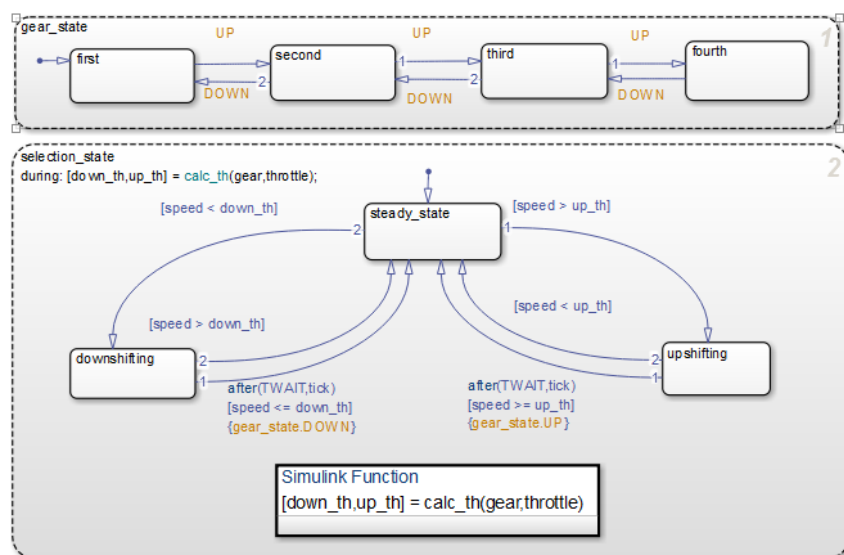 gear_state
1
UP
UP
UP
first
second
third
fourth
1
1
2
2
DOWN
DOWN
DOWN
selection_state
2
during: [down_th,up_th] = calc_th(gear,throttle);
[speed < down_th]
[speed > up_th]
steady_state
2
1
[speed > down_th]
[speed < up_th]
downshifting
upshifting
2
2
1
1
after(TWAIT,tick)
[speed <= down_th]
{gear_state.DOWN}
after(TWAIT,tick)
[speed >= up_th]
{gear_state.UP}
Simulink Function
[down_th,up_th] = calc_th(gear,throttle)